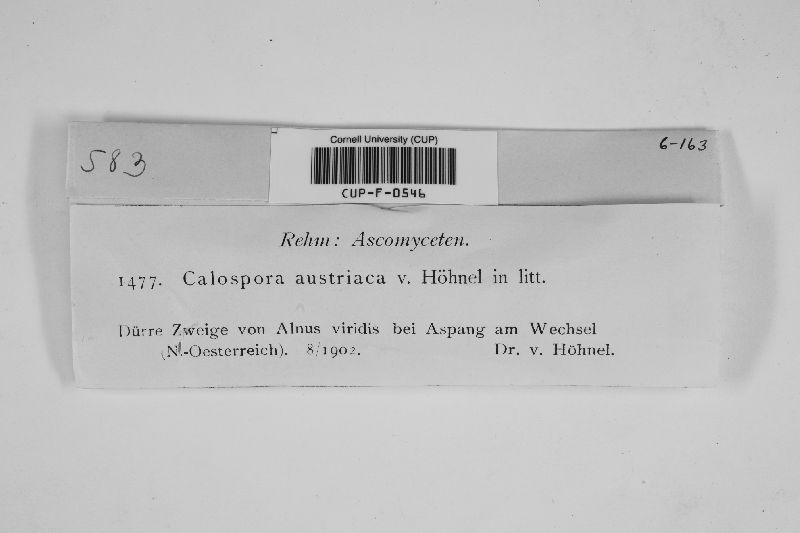 583
Cornell University (CUP)
CUP-F-0546
6-163
Rehm: Ascomyceten.
1477. Calospora austriaca v. Höhnel in litt.
Dürre Zweige von Alnus viridis bei Aspang am Wechsel
(N.-Oesterreich). 8/1902. Dr. v. Höhnel.